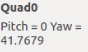 Quad0
Pitch = 0 Yaw =
41.7679